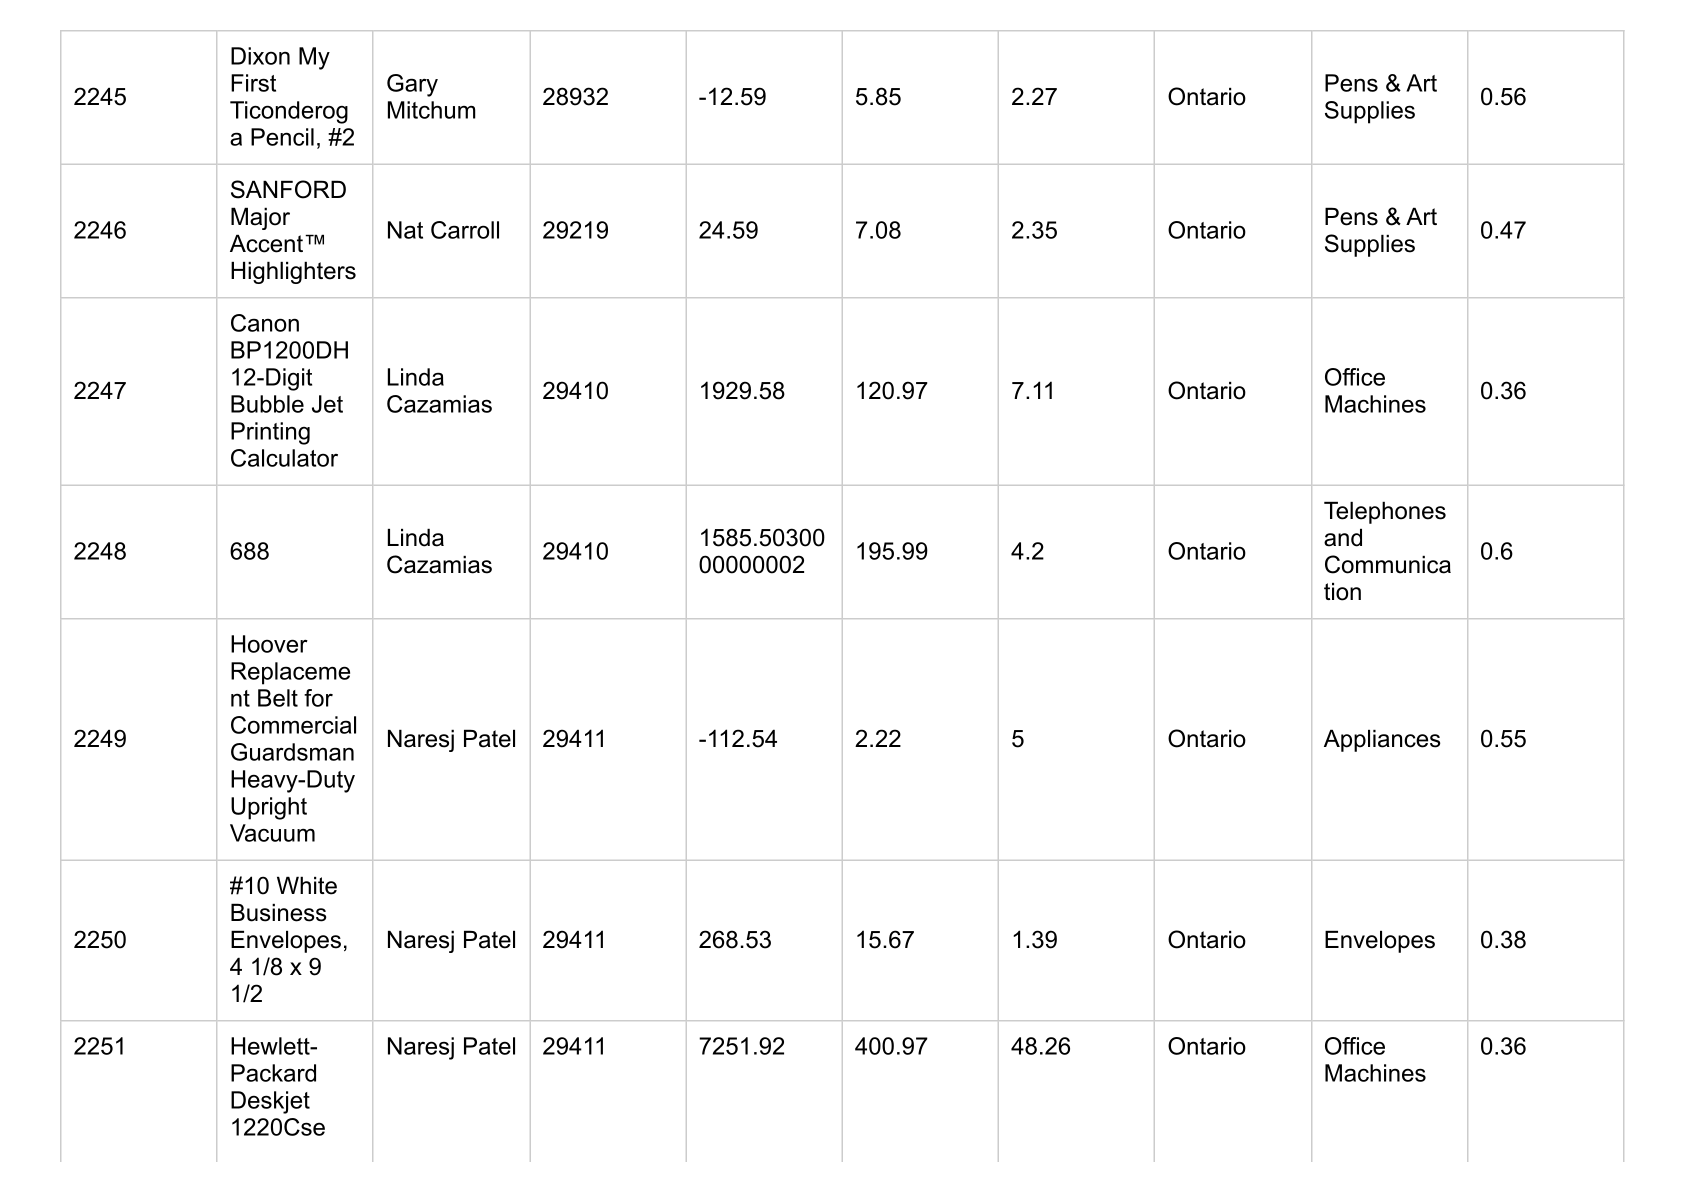 2245
Dixon My
First
Ticonderog
a Pencil, #2
Gary
Mitchum
28932
-12.59
5.85
2.27
Ontario
Pens & Art
Supplies
0.56
2246
SANFORD
Major
Accent™
Highlighters
Nat Carroll
29219
24.59
7.08
2.35
Ontario
Pens & Art
Supplies
0.47
2247
Canon
BP1200DH
12-Digit
Bubble Jet
Printing
Calculator
Linda
Cazamias
29410
1929.58
120.97
7.11
Ontario
Office
Machines
0.36
2248
688
Linda
Cazamias
29410
1585.50300
00000002
195.99
4.2
Ontario
Telephones
and
Communica
tion
0.6
2249
Hoover
Replaceme
nt Belt for
Commercial
Guardsman
Heavy-Duty
Upright
Vacuum
Naresj Patel
29411
-112.54
2.22
5
Ontario
Appliances
0.55
2250
#10 White
Business
Envelopes,
4 1/8 x 9
1/2
Naresj Patel
29411
268.53
15.67
1.39
Ontario
Envelopes
0.38
2251
Hewlett-
Packard
Deskjet
1220Cse
Naresj Patel
29411
7251.92
400.97
48.26
Ontario
Office
Machines
0.36